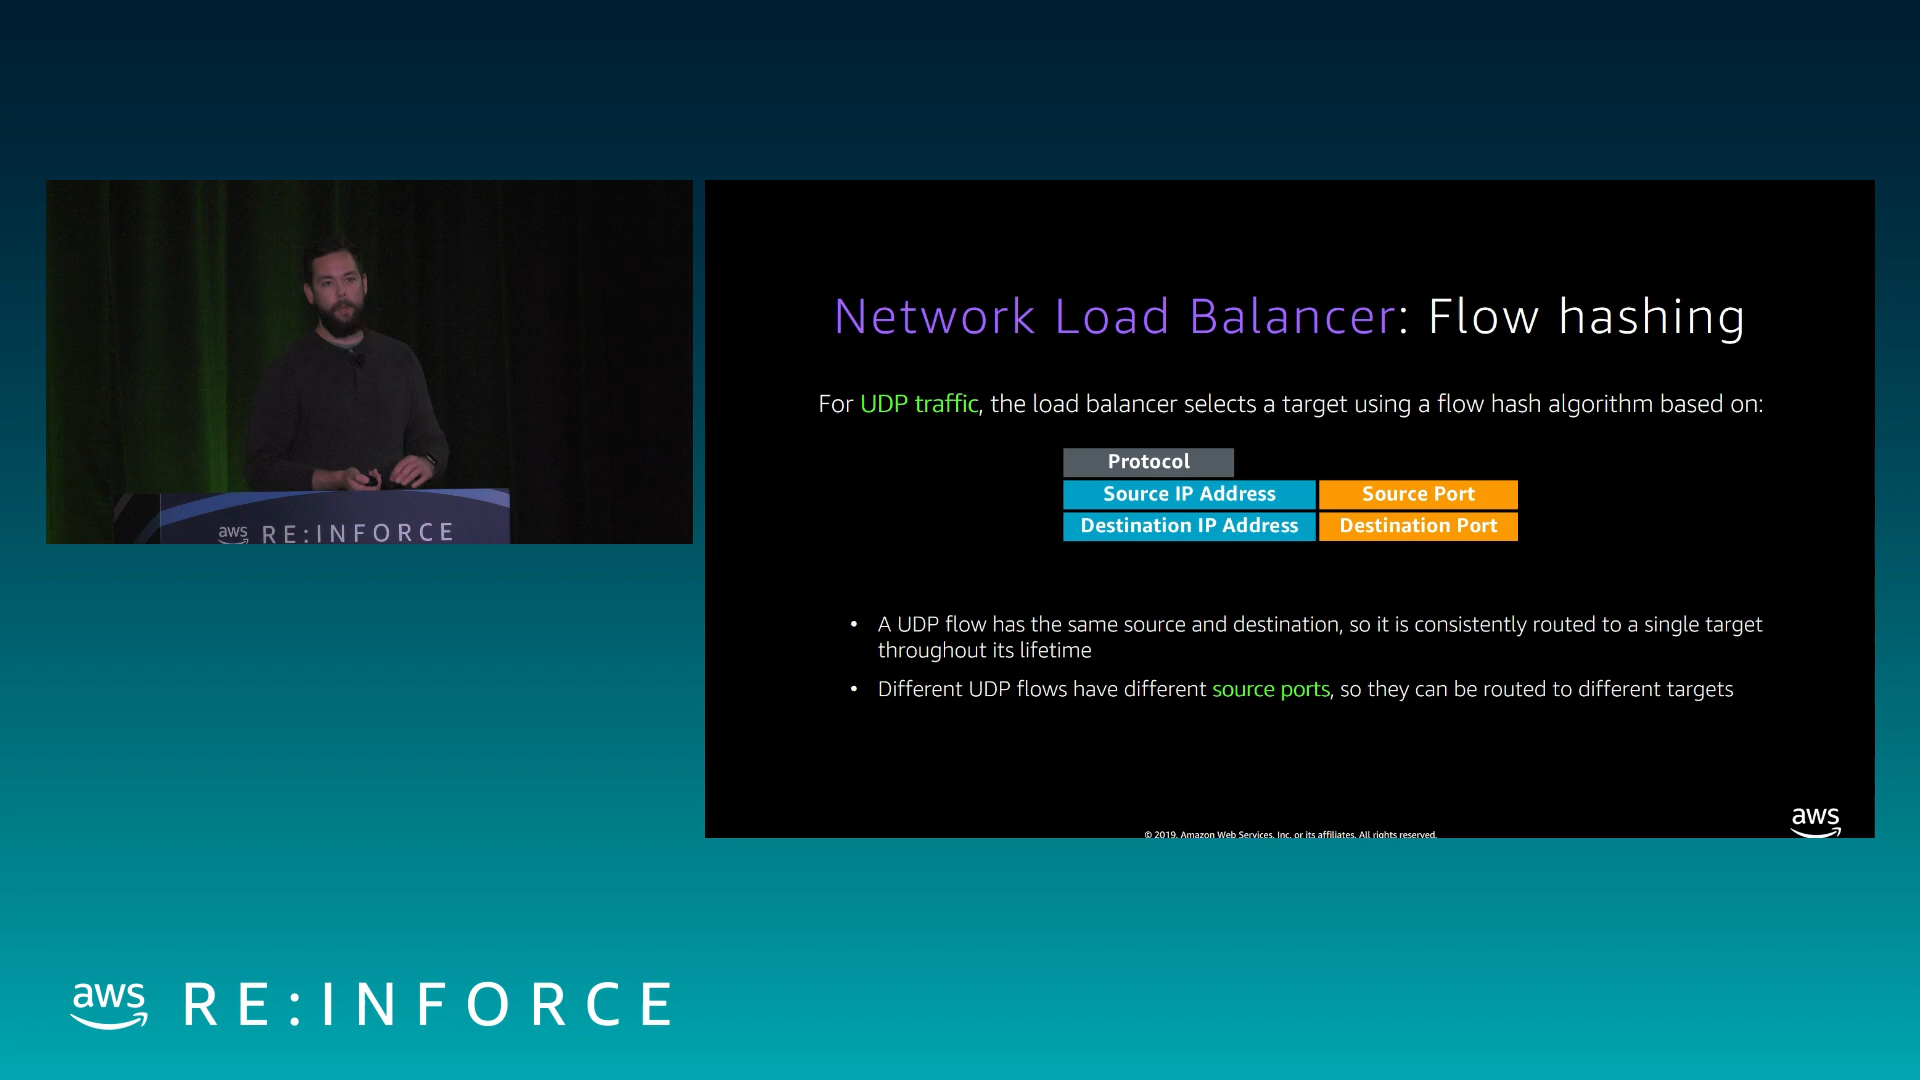 aws RE:INFORCE
Network Load Balancer: Flow hashing
For UDP traffic, the load balancer selects a target using a flow hash algorithm based on:
Protocol
Source IP Address Source Port
Destination IP Address Destination Port
• A UDP flow has the same source and destination, so it is consistently routed to a single target
throughout its lifetime
• Different UDP flows have different source ports, so they can be routed to different targets
© 2019, Amazon Web Services, Inc. or its affiliates. All rights reserved.
aws
aws RE:INFORCE